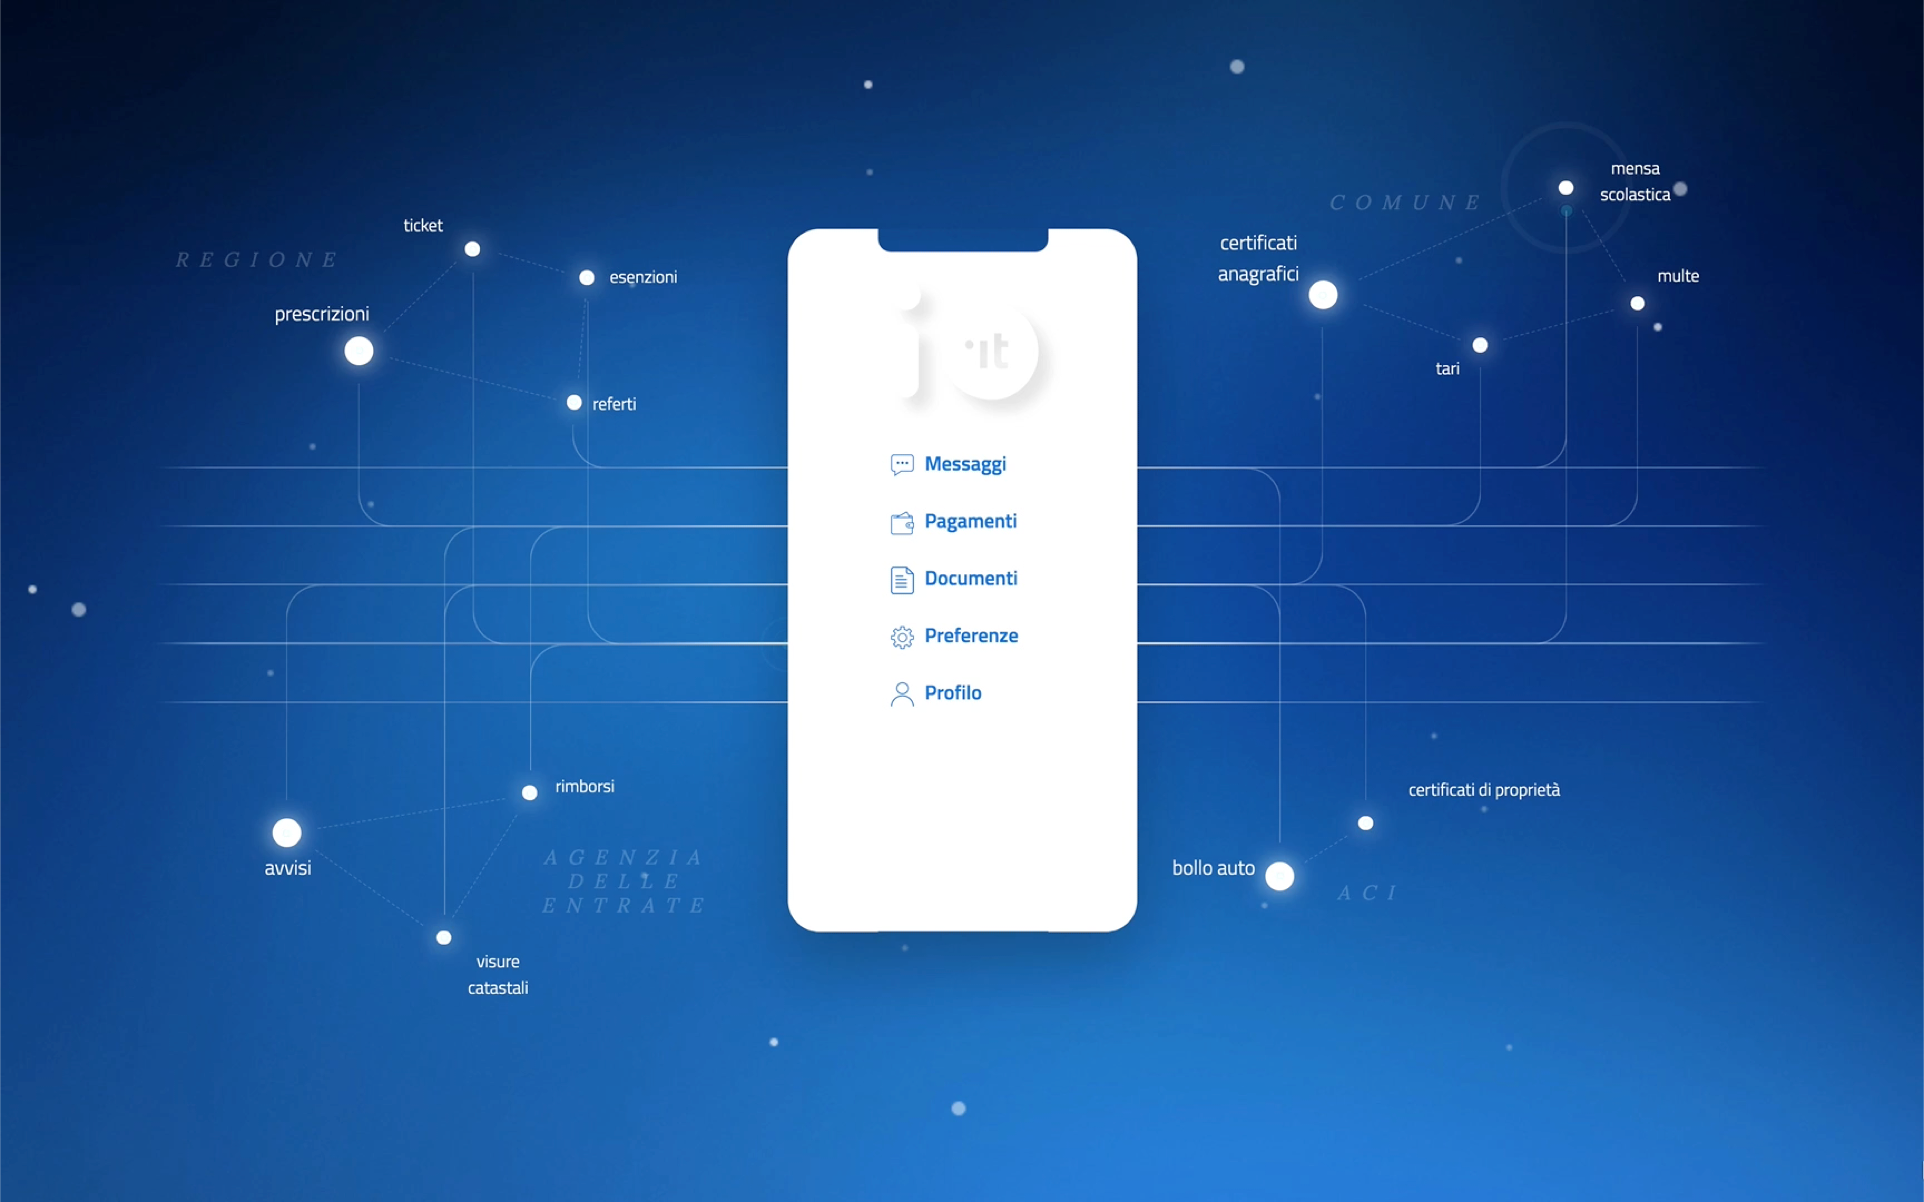 REGIONE
ticket
esenzioni
prescrizioni
referti
COMUNE
mensa
scolastica
certificati
anagrafici
multe
tari
io
it
Messaggi
Pagamenti
Documenti
Preferenze
Profilo
rimborsi
avvisi
AGENZIA
DELLE
ENTRATE
visure
catastali
certificati di proprietà
bollo auto
ACI